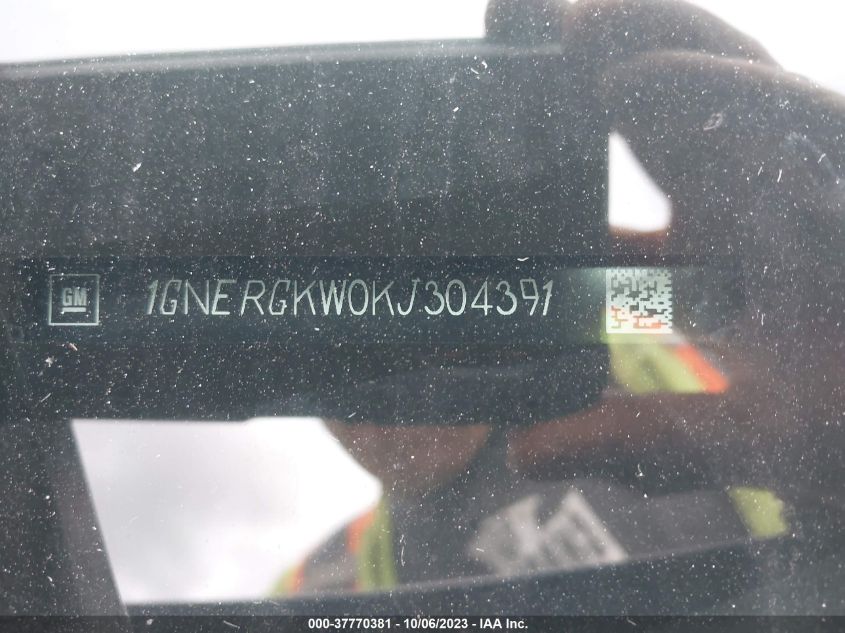 GM
1GNERGKW0KJ304391
000-37770381 - 10/06/2023 - IAA Inc.